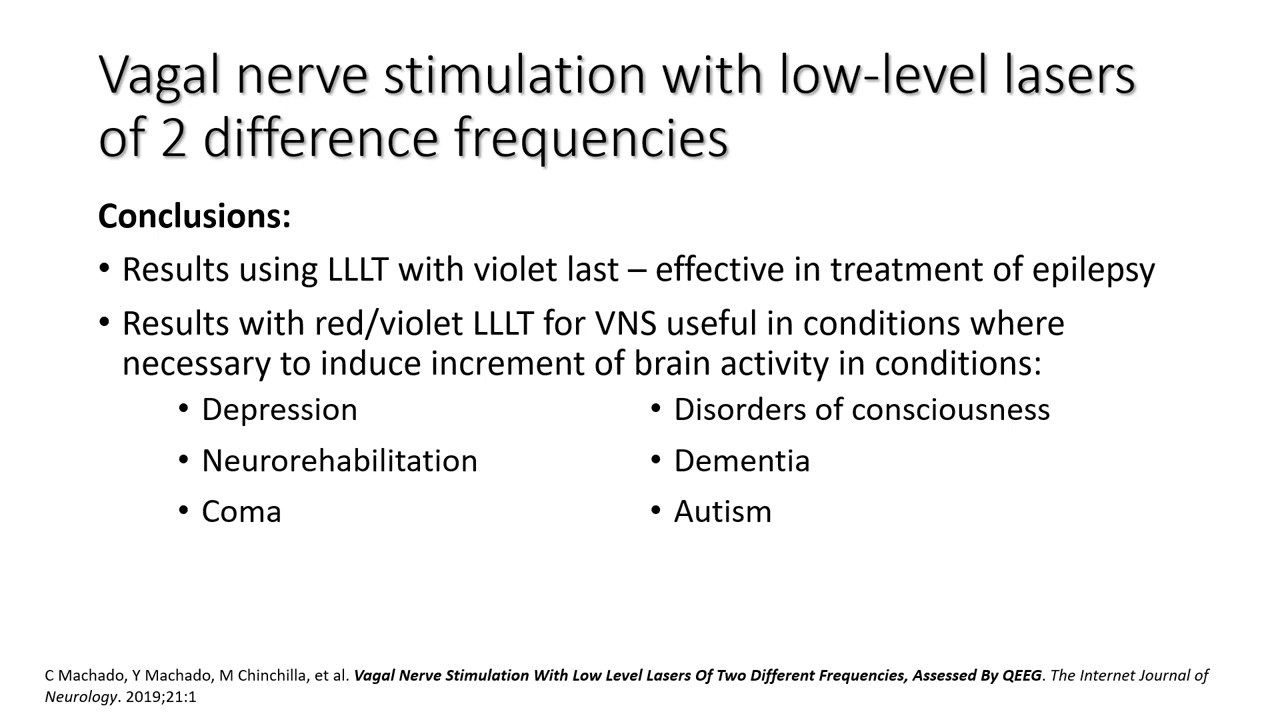 Vagal nerve stimulation with low-level lasers
of 2 difference frequencies
Conclusions:
• Results using LLLT with violet last – effective in treatment of epilepsy
• Results with red/violet LLLT for VNS useful in conditions where
necessary to induce increment of brain activity in conditions:
• Depression
• Neurorehabilitation
• Coma
• Disorders of consciousness
• Dementia
• Autism
C Machado, Y Machado, M Chinchilla, et al. Vagal Nerve Stimulation With Low Level Lasers Of Two Different Frequencies, Assessed By QEEG. The Internet Journal of
Neurology. 2019;21:1